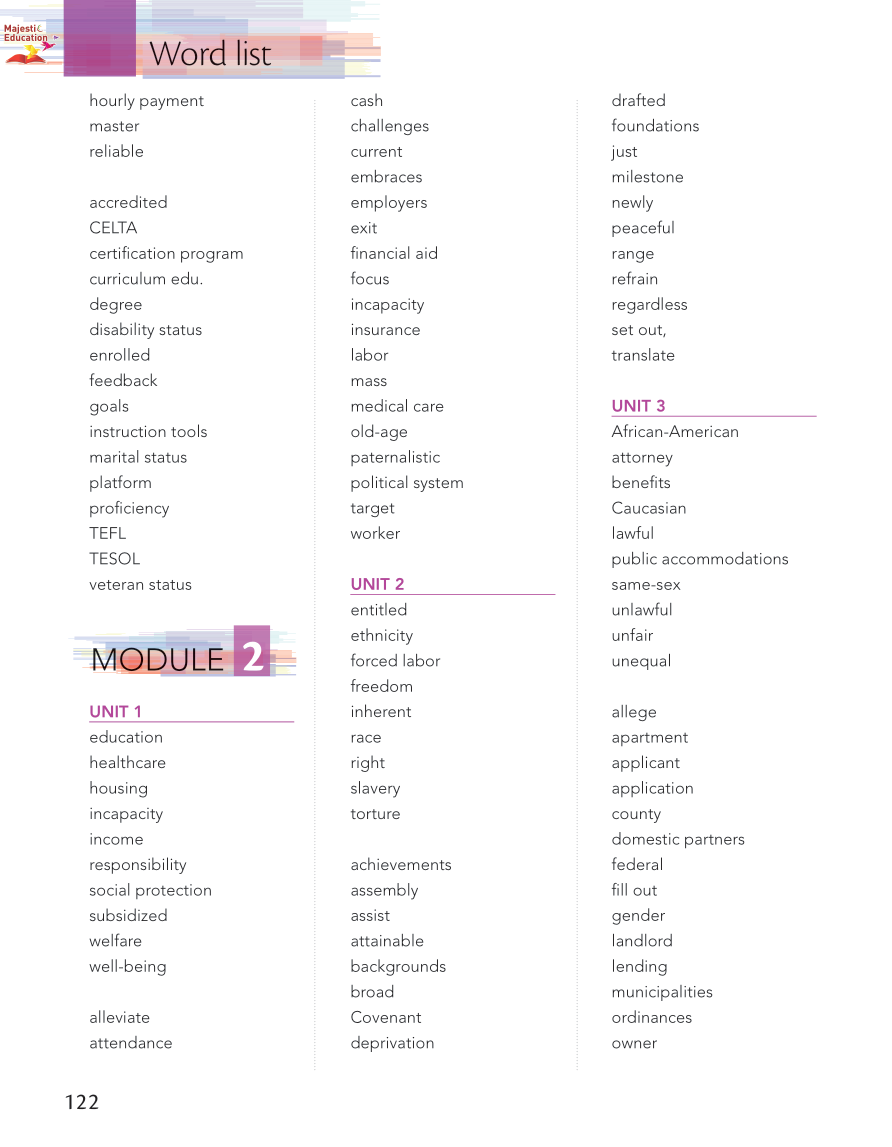 Majestic
Education
Word list
hourly payment
master
reliable
accredited
CELTA
certification program
curriculum edu.
degree
disability status
enrolled
feedback
goals
instruction tools
marital status
platform
proficiency
TEFL
TESOL
veteran status
MODULE 2
UNIT 1
education
healthcare
housing
incapacity
income
responsibility
social protection
subsidized
welfare
well-being
alleviate
attendance
cash
challenges
current
embraces
employers
exit
financial aid
focus
incapacity
insurance
labor
mass
medical care
old-age
paternalistic
political system
target
worker
UNIT 2
entitled
ethnicity
forced labor
freedom
inherent
race
right
slavery
torture
achievements
assembly
assist
attainable
backgrounds
broad
Covenant
deprivation
drafted
foundations
just
milestone
newly
peaceful
range
refrain
regardless
set out,
translate
UNIT 3
African-American
attorney
benefits
Caucasian
lawful
public accommodations
same-sex
unlawful
unfair
unequal
allege
apartment
applicant
application
county
domestic partners
federal
fill out
gender
landlord
lending
municipalities
ordinances
owner
122